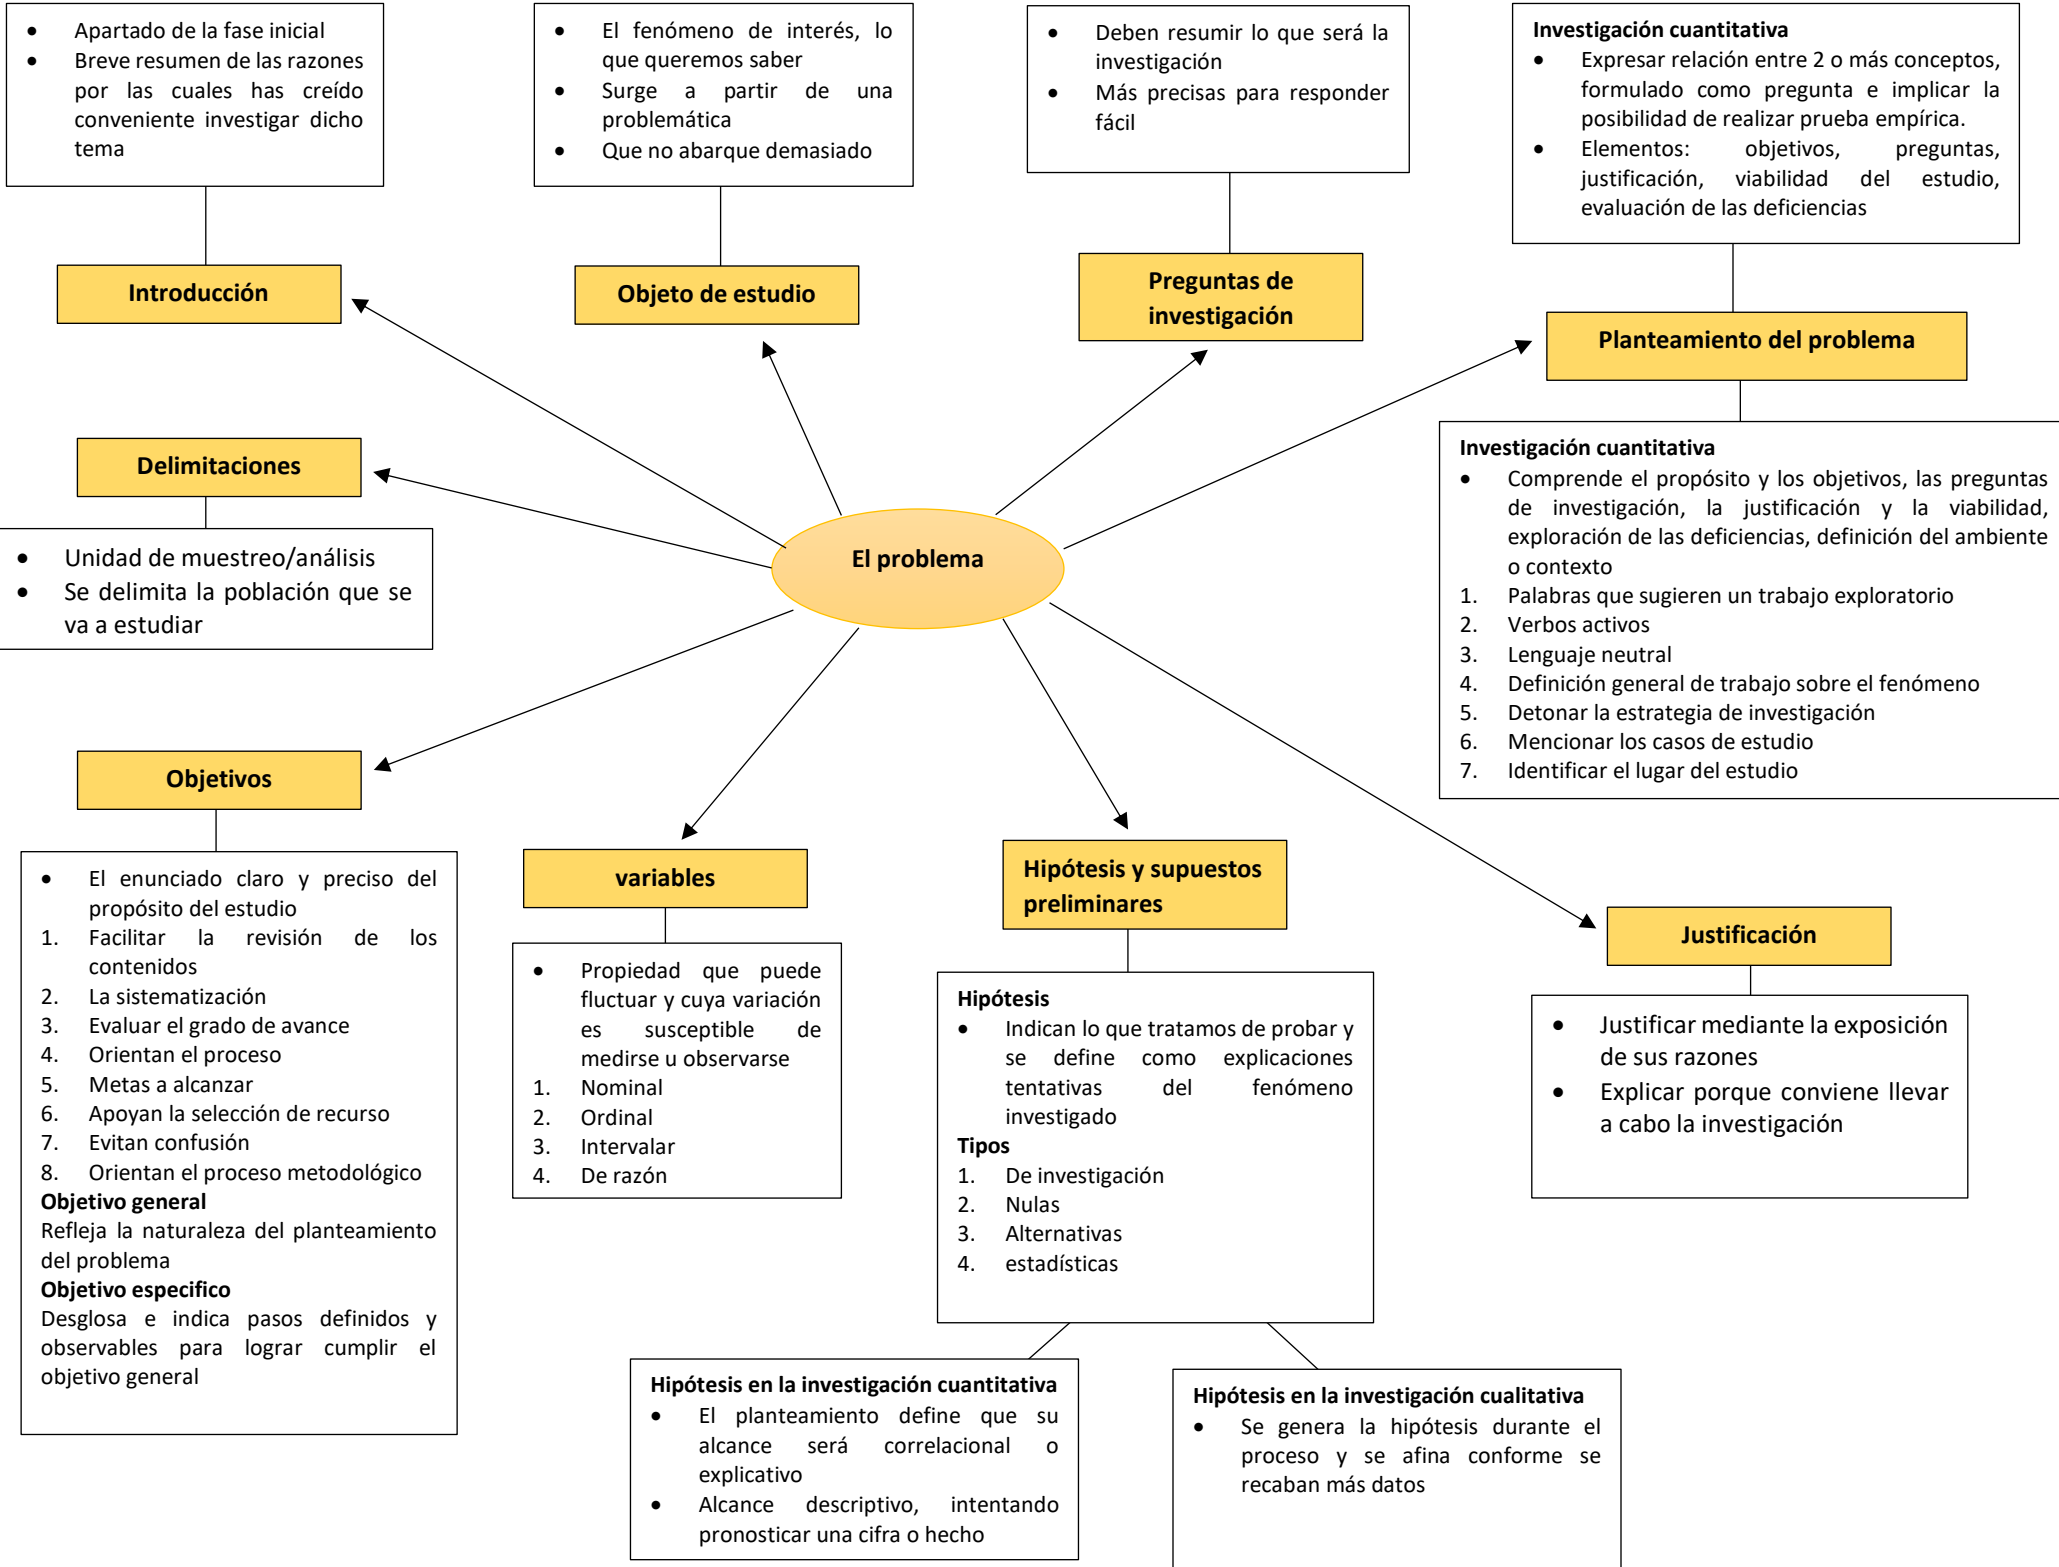 • Apartado de la fase inicial
• Breve resumen de las razones
por las cuales has creído
conveniente investigar dicho
tema
Introducción
• El fenómeno de interés, lo
que queremos saber
• Surge a partir de una
problemática
• Que no abarque demasiado
Objeto de estudio
• Deben resumir lo que será la
investigación
• Más precisas para responder
fácil
Preguntas de
investigación
Investigación cuantitativa
• Expresar relación entre 2 o más conceptos,
formulado como pregunta e implicar la
posibilidad de realizar prueba empírica.
• Elementos: objetivos, preguntas,
justificación, viabilidad del estudio,
evaluación de las deficiencias
Planteamiento del problema
Investigación cuantitativa
• Comprende el propósito y los objetivos, las preguntas
de investigación, la justificación y la viabilidad,
exploración de las deficiencias, definición del ambiente
o contexto
1. Palabras que sugieren un trabajo exploratorio
2. Verbos activos
3. Lenguaje neutral
4. Definición general de trabajo sobre el fenómeno
5. Detonar la estrategia de investigación
6. Mencionar los casos de estudio
7. Identificar el lugar del estudio
Delimitaciones
• Unidad de muestreo/análisis
• Se delimita la población que se
va a estudiar
El problema
Objetivos
• El enunciado claro y preciso del
propósito del estudio
1. Facilitar la revisión de los
contenidos
2. La sistematización
3. Evaluar el grado de avance
4. Orientan el proceso
5. Metas a alcanzar
6. Apoyan la selección de recurso
7. Evitan confusión
8. Orientan el proceso metodológico
Objetivo general
Refleja la naturaleza del planteamiento
del problema
Objetivo especifico
Desglosa e indica pasos definidos y
observables para lograr cumplir el
objetivo general
variables
• Propiedad que puede
fluctuar y cuya variación
es susceptible de
medirse u observarse
1. Nominal
2. Ordinal
3. Intervalar
4. De razón
Hipótesis y supuestos
preliminares
Hipótesis
• Indican lo que tratamos de probar y
se define como explicaciones
tentativas del fenómeno
investigado
Tipos
1. De investigación
2. Nulas
3. Alternativas
4. estadísticas
Justificación
• Justificar mediante la exposición
de sus razones
• Explicar porque conviene llevar
a cabo la investigación
Hipótesis en la investigación cuantitativa
• El planteamiento define que su
alcance será correlacional o
explicativo
• Alcance descriptivo, intentando
pronosticar una cifra o hecho
Hipótesis en la investigación cualitativa
• Se genera la hipótesis durante el
proceso y se afina conforme se
recaban más datos